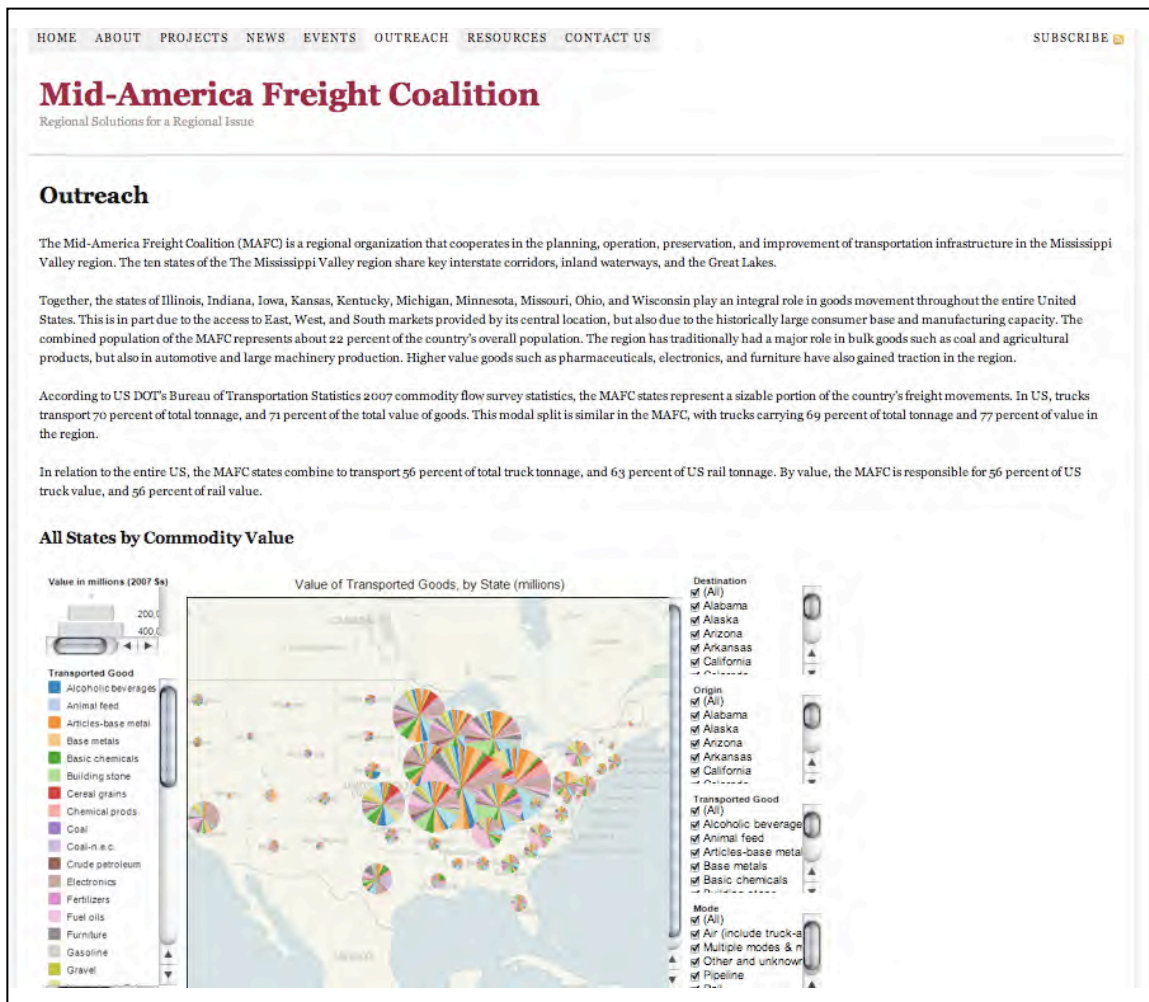 HOME ABOUT PROJECTS NEWS EVENTS OUTREACH RESOURCES CONTACT US SUBSCRIBE
Mid-America Freight Coalition
Regional Solutions for a Regional Issue
Outreach
The Mid-America Freight Coalition (MAFC) is a regional organization that cooperates in the planning, operation, preservation, and improvement of transportation infrastructure in the Mississippi
Valley region. The ten states of the The Mississippi Valley region share key interstate corridors, inland waterways, and the Great Lakes.
Together, the states of Illinois, Indiana, Iowa, Kansas, Kentucky, Michigan, Minnesota, Missouri, Ohio, and Wisconsin play an integral role in goods movement throughout the entire United
States. This is in part due to the access to East, West, and South markets provided by its central location, but also due to the historically large consumer base and manufacturing capacity. The
combined population of the MAFC represents about 22 percent of the country's overall population. The region has traditionally had a major role in bulk goods such as coal and agricultural
products, but also in automotive and large machinery production. Higher value goods such as pharmaceuticals, electronics, and furniture have also gained traction in the region.
According to US DOT's Bureau of Transportation Statistics 2007 commodity flow survey statistics, the MAFC states represent a sizable portion of the country's freight movements. In US, trucks
transport 70 percent of total tonnage, and 71 percent of the total value of goods. This modal split is similar in the MAFC, with trucks carrying 69 percent of total tonnage and 77 percent of value in
the region.
In relation to the entire US, the MAFC states combine to transport 56 percent of total truck tonnage, and 63 percent of US rail tonnage. By value, the MAFC is responsible for 56 percent of US
truck value, and 56 percent of rail value.
All States by Commodity Value
Value in millions (2007 $s)
200,0
400,0
Transported Good
Alcoholic beverages
Animal feed
Articles-base metal
Base metals
Basic chemicals
Building stone
Cereal grains
Chemical prods.
Coal
Coal-n.e.c.
Crude petroleum
Electronics
Fertilizers
Fuel oils
Furniture
Gasoline
Gravel
Value of Transported Goods, by State (millions)
CANADA
MEXICO
Destination
(All)
Alabama
Alaska
Arizona
Arkansas
California
Origin
(All)
Alabama
Alaska
Arizona
Arkansas
California
Transported Good
(All)
Alcoholic beverage
Animal feed
Articles-base metal
Base metals
Basic chemicals
Mode
(All)
Air (include truck-a
Multiple modes & m
Other and unknown
Pipeline